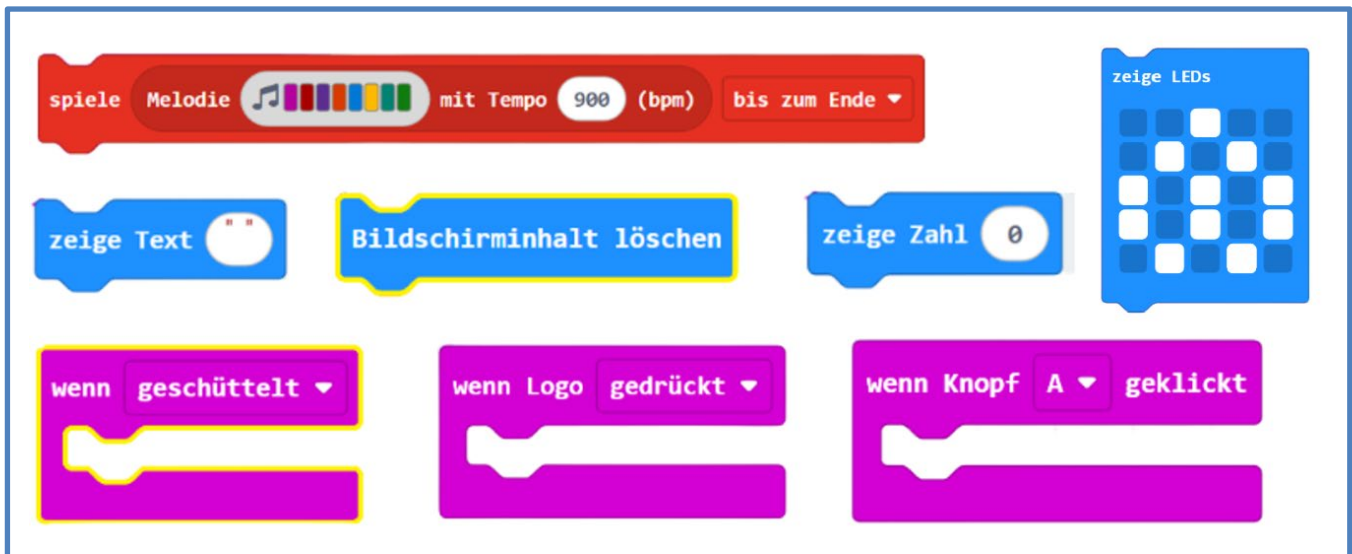 spiele Melodie mit Tempo 900 (bpm) bis zum Ende
zeige LEDs
zeige Text " "
Bildschirminhalt löschen
zeige Zahl 0
wenn geschüttelt
wenn Logo gedrückt
wenn Knopf A geklickt